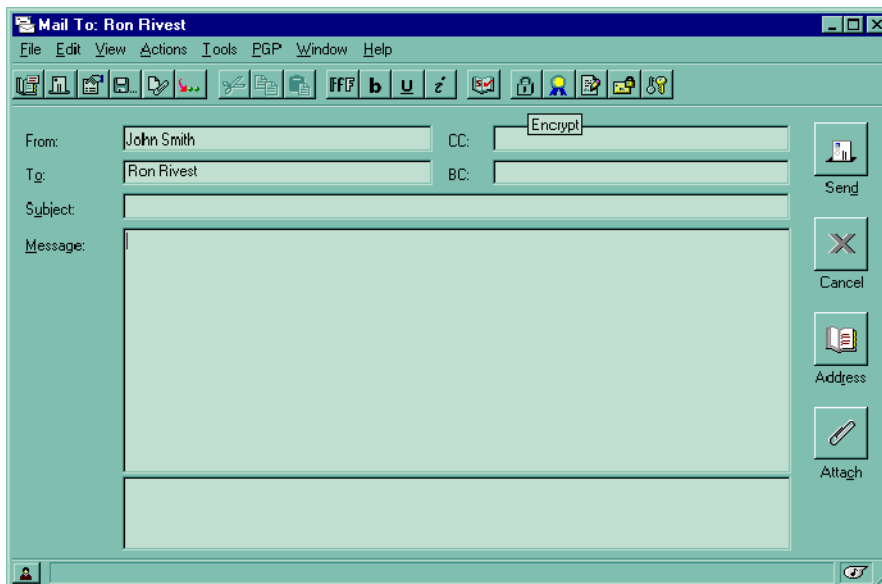 Mail To: Ron Rivest
File Edit View Actions Tools PGP Window Help
b u i
Encrypt
From: John Smith CC:
To: Ron Rivest BC:
Subject:
Message:
Send
Cancel
Address
Attach